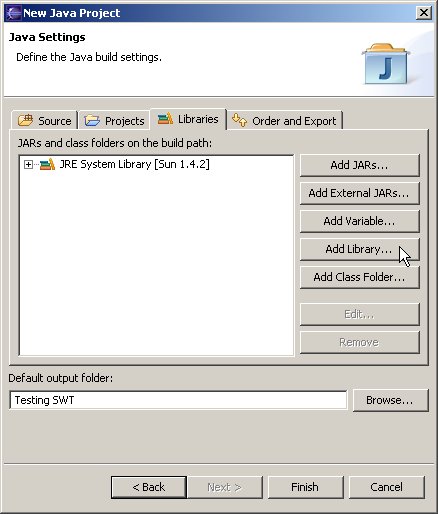 New Java Project
Java Settings
Define the Java build settings.
J
Source Projects Libraries Order and Export
JARs and class folders on the build path:
JRE System Library [Sun 1.4.2]
Add JARs...
Add External JARs...
Add Variable...
Add Library...
Add Class Folder...
Edit...
Remove
Default output folder:
Testing SWT
Browse...
< Back Next > Finish Cancel